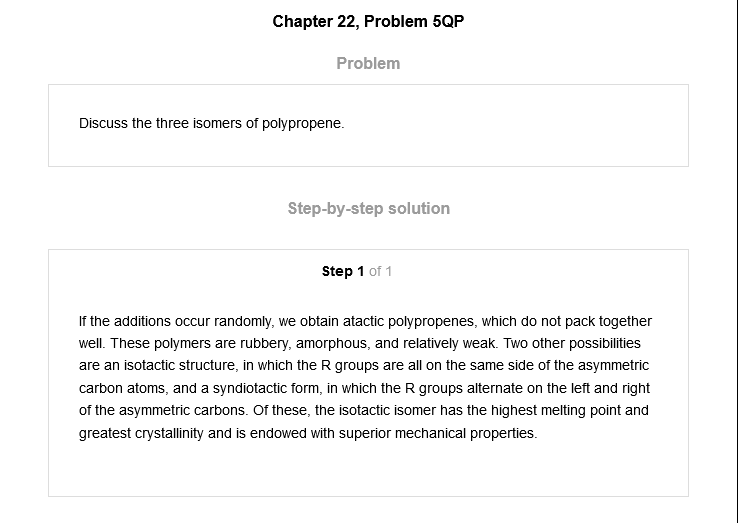 Chapter 22, Problem 5QP
Problem
Discuss the three isomers of polypropene.
Step-by-step solution
Step 1 of 1
If the additions occur randomly, we obtain atactic polypropenes, which do not pack together
well. These polymers are rubbery, amorphous, and relatively weak. Two other possibilities
are an isotactic structure, in which the R groups are all on the same side of the asymmetric
carbon atoms, and a syndiotactic form, in which the R groups alternate on the left and right
of the asymmetric carbons. Of these, the isotactic isomer has the highest melting point and
greatest crystallinity and is endowed with superior mechanical properties.